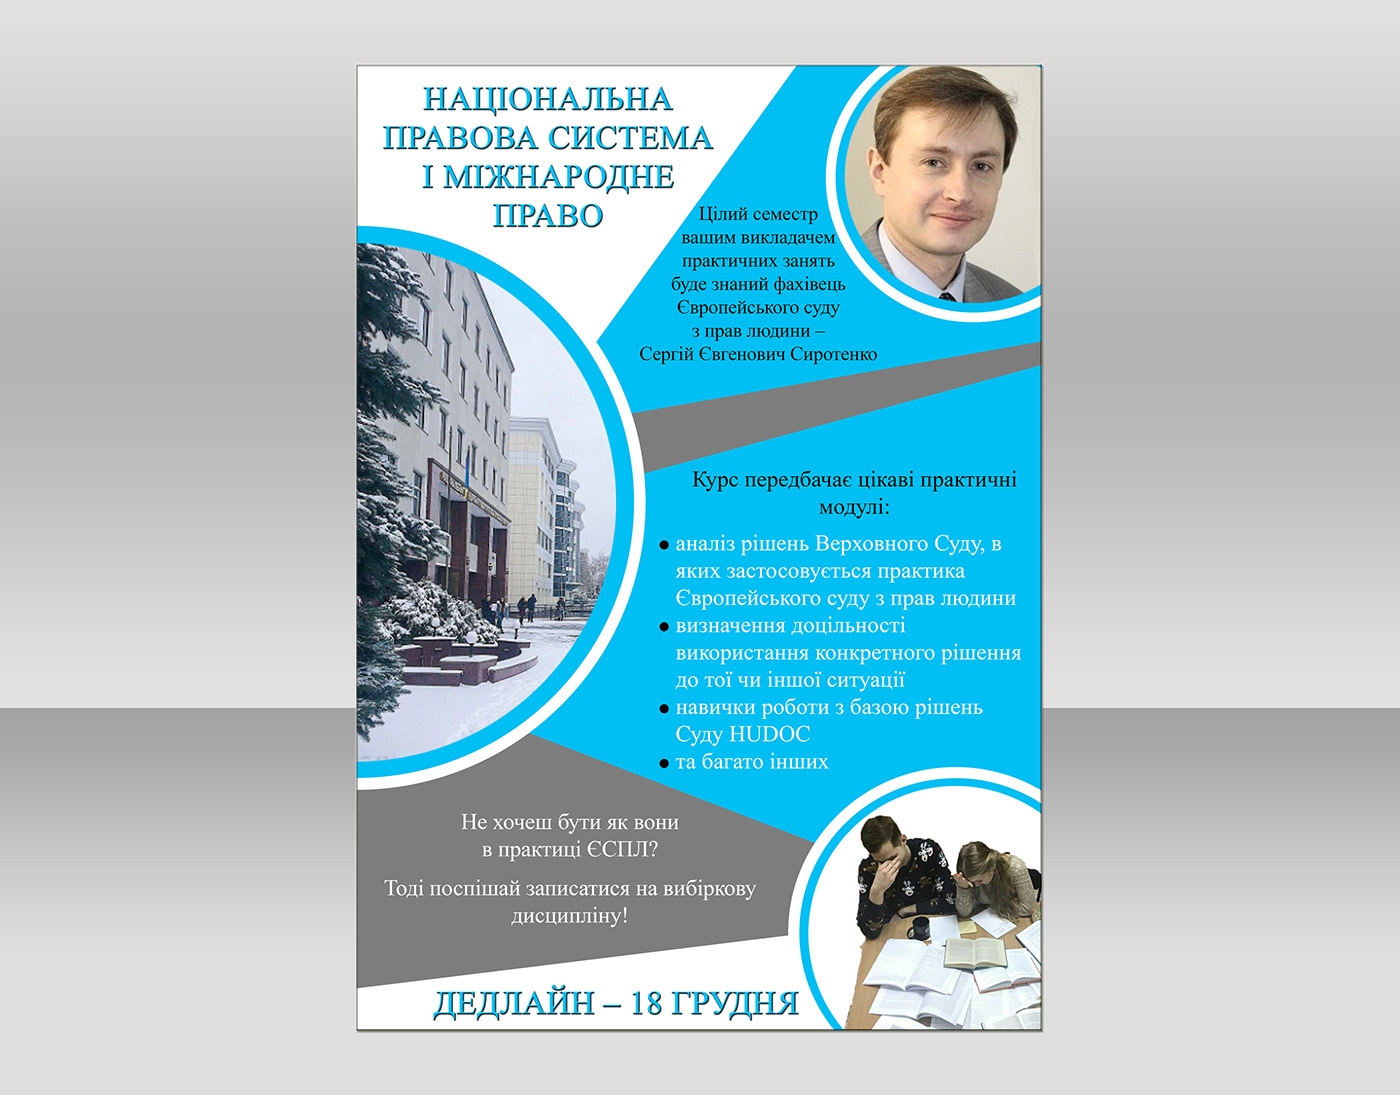 НАЦІОНАЛЬНА
ПРАВОВА СИСТЕМА
І МІЖНАРОДНЕ
ПРАВО
Цілий семестр
вашим викладачем
практичних занять
буде знаний фахівець
Європейського суду
з прав людини –
Сергій Євгенович Сиротенко
Курс передбачає цікаві практичні
модулі:
● аналіз рішень Верховного Суду, в
яких застосовується практика
Європейського суду з прав людини
● визначення доцільності
використання конкретного рішення
до тої чи іншої ситуації
● навички роботи з базою рішень
Суду HUDOC
● та багато інших
Не хочеш бути як вони
в практиці ЄСПЛ?
Тоді поспішай записатися на вибіркову
дисципліну!
ДЕДЛАЙН – 18 ГРУДНЯ